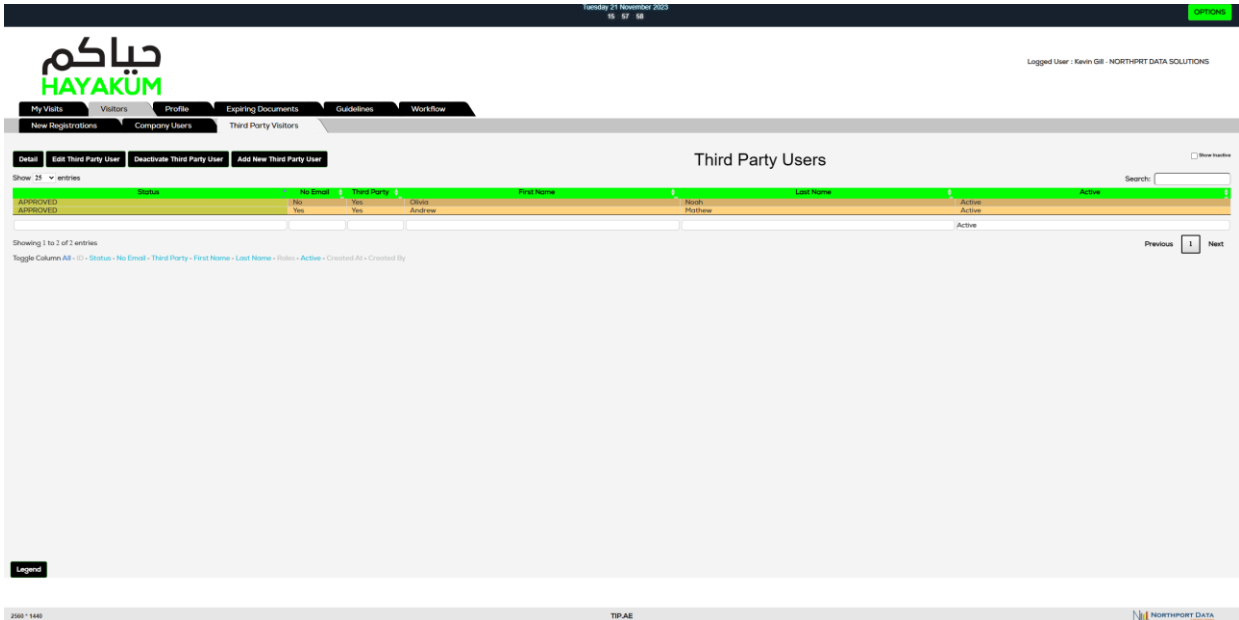 Tuesday 21 November 2023
15 57 58
OPTIONS
حياكم
HAYAKUM
Logged User : Kevin Gill - NORTHPRT DATA SOLUTIONS
My Visits Visitors Profile Expiring Documents Guidelines Workflow
New Registrations Company Users Third Party Visitors
Detail Edit Third Party User Deactivate Third Party User Add New Third Party User
Third Party Users
Show Inactive
Show 25 entries
Search:
Status No Email Third Party First Name Last Name Active
APPROVED No Yes Olivia Noah Active
APPROVED Yes Yes Andrew Mathew Active
Active
Showing 1 to 2 of 2 entries
Previous 1 Next
Toggle Column All - ID - Status - No Email - Third Party - First Name - Last Name - Roles - Active - Created At - Created By
Legend
2560 * 1440
TIP.AE
NORTHPORT DATA